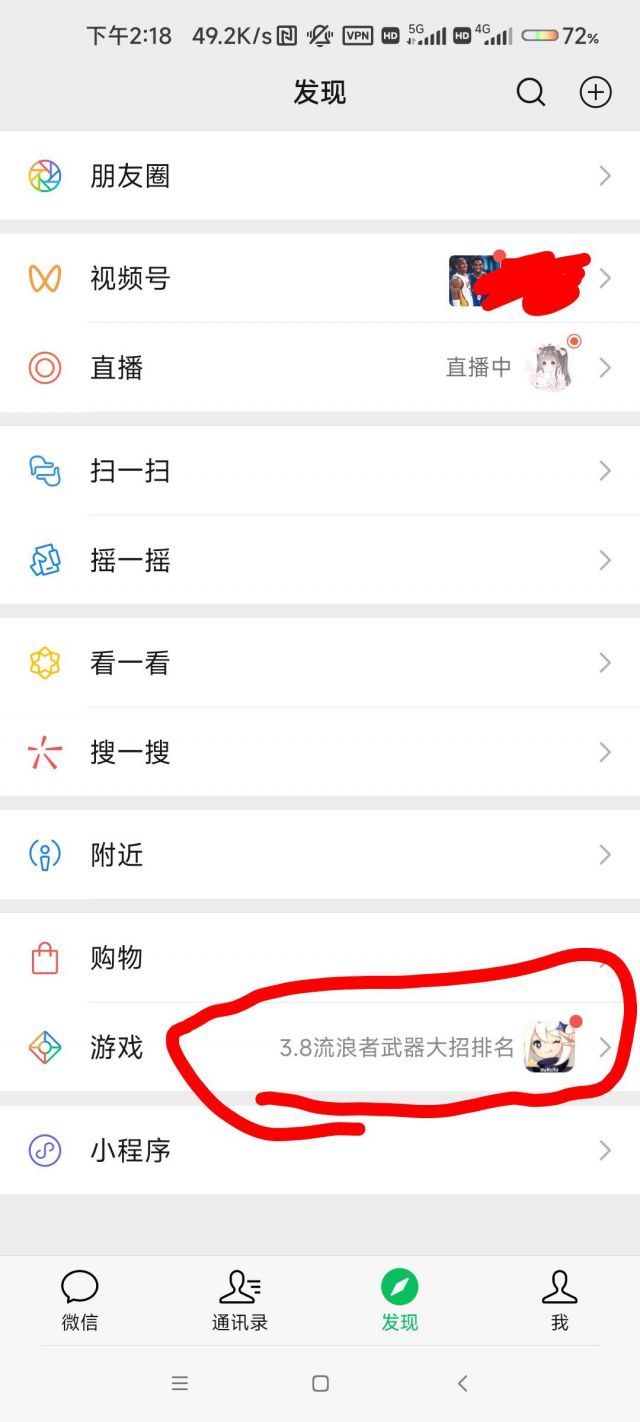 下午2:18 49.2K/s VPN HD 5G HD 4G 72%
发现
朋友圈
视频号
直播 直播中
扫一扫
摇一摇
看一看
搜一搜
附近
购物
游戏 3.8流浪者武器大招排名
miHoYo
小程序
微信 通讯录 发现 我